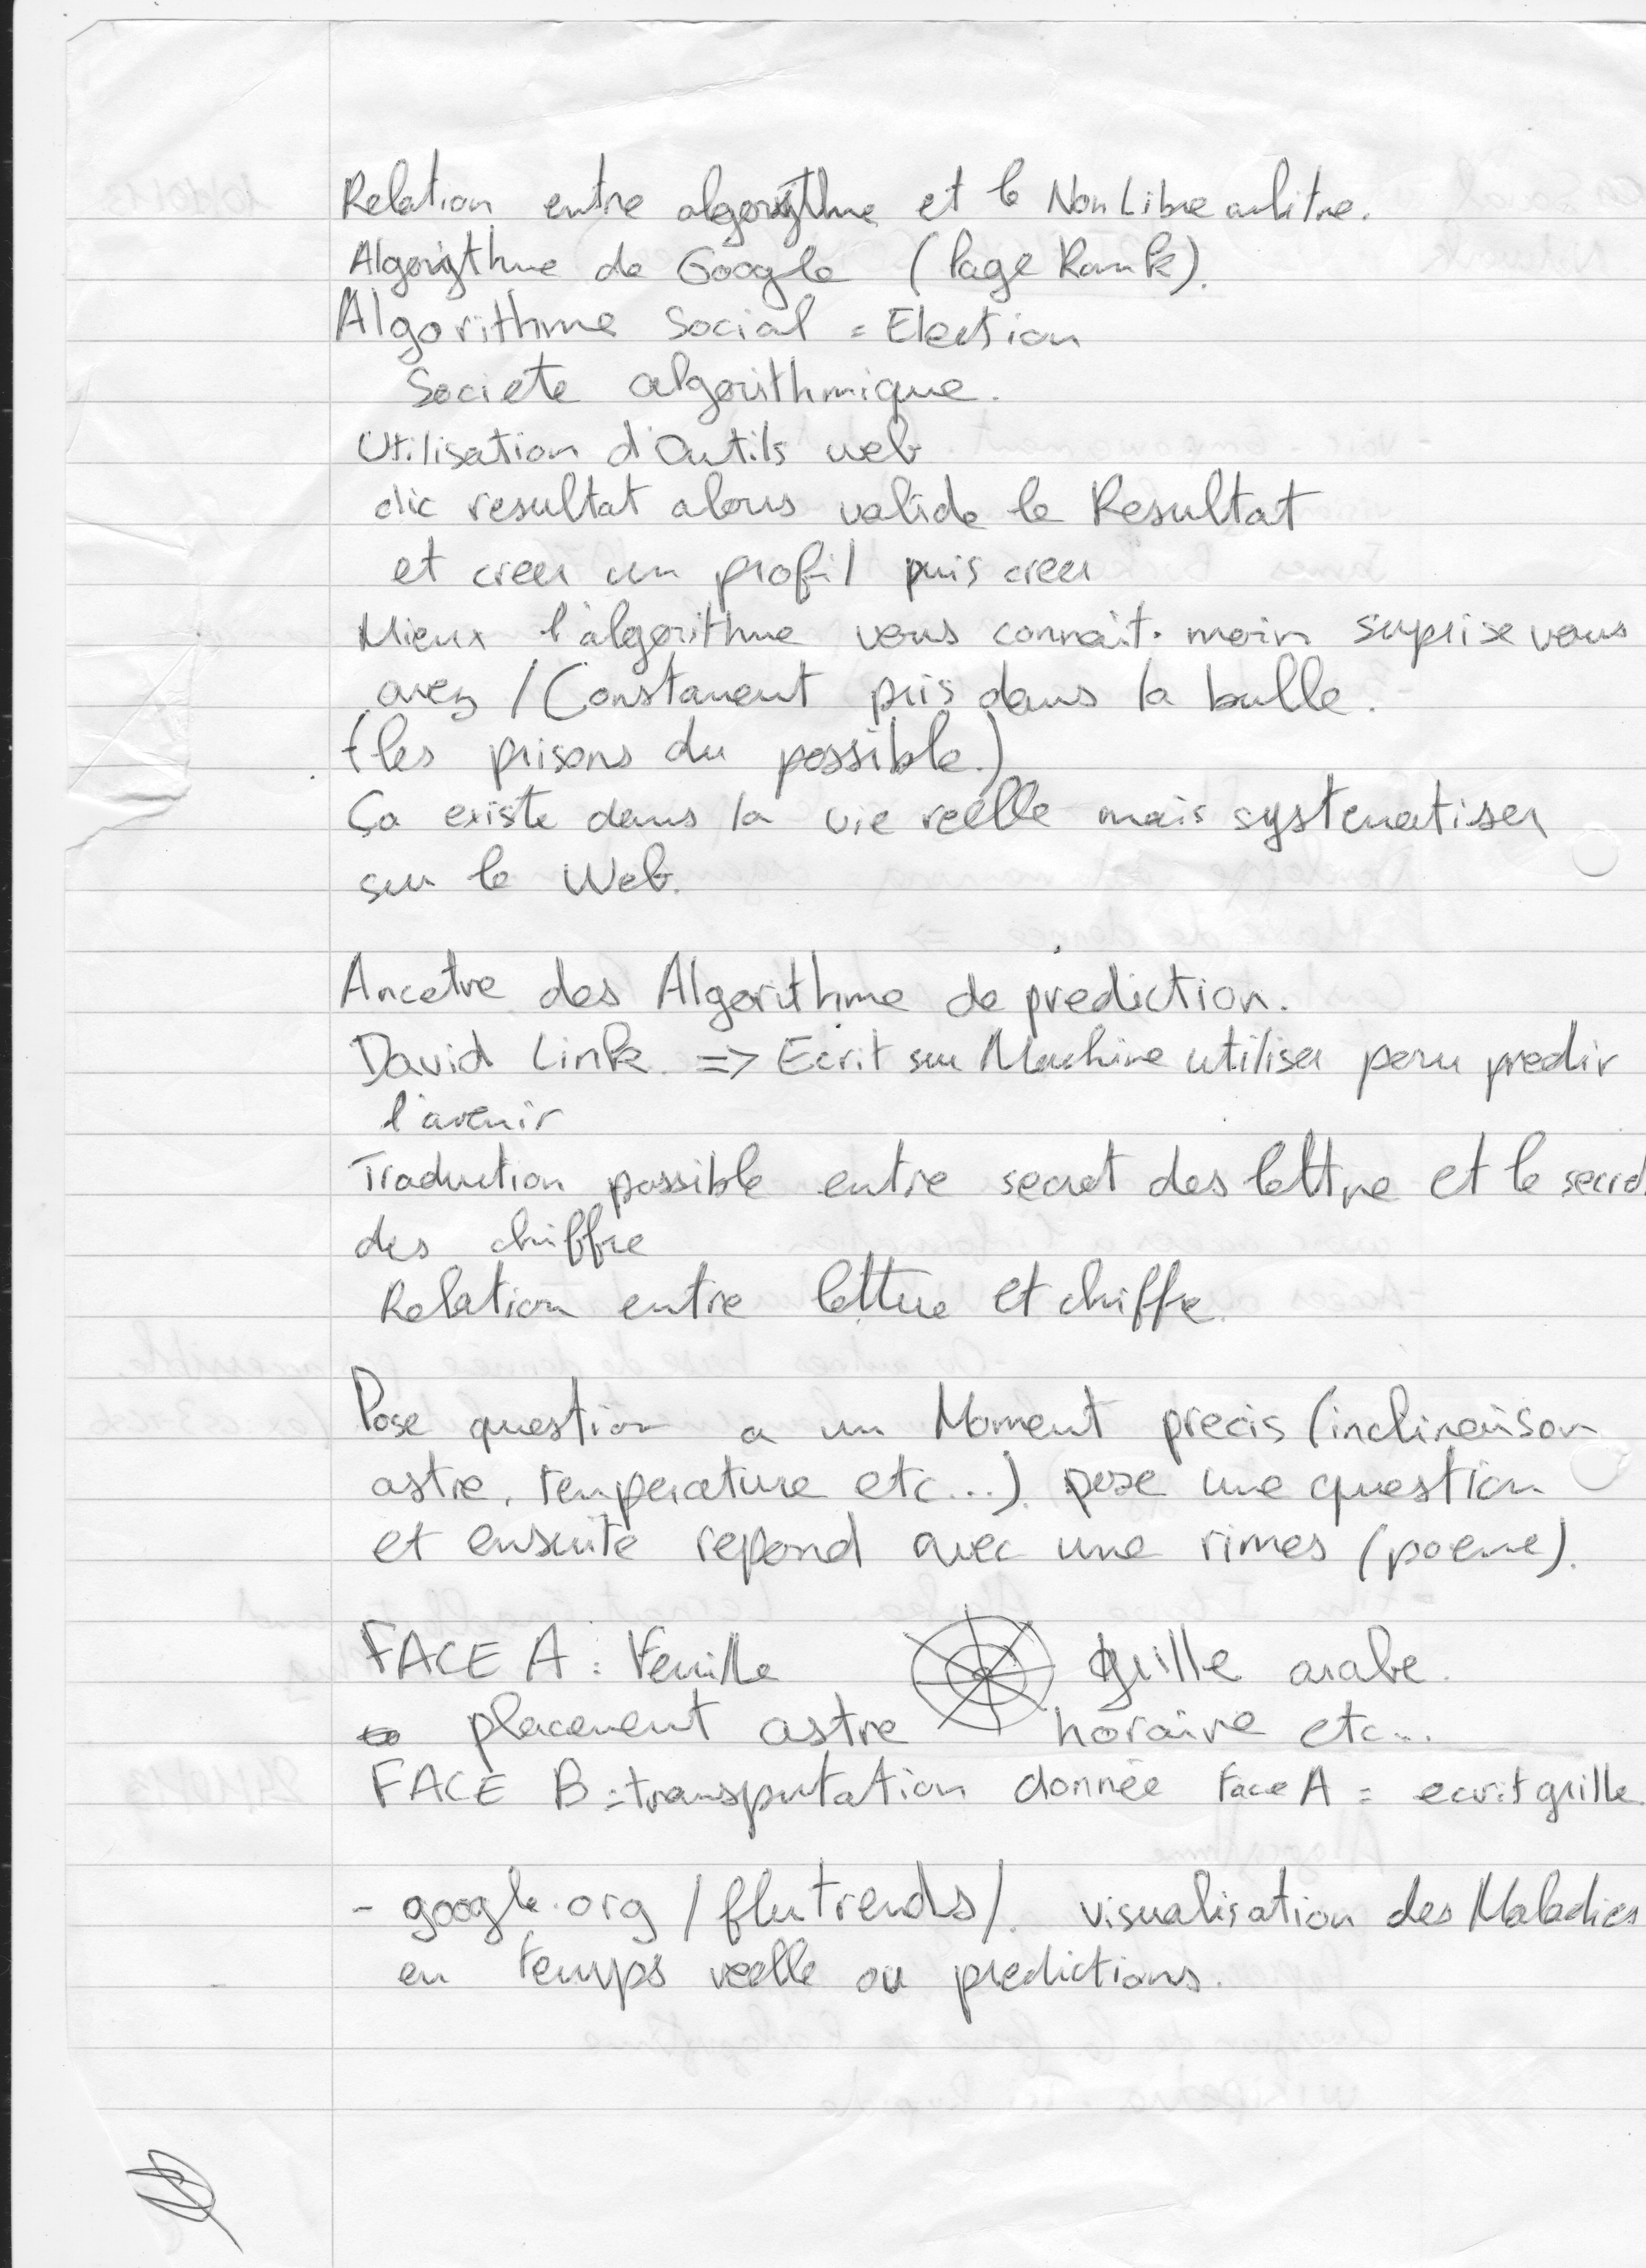 Relation entre algorythme et le Non Libre arbitre.
Algorythme de Google (Page Rank).
Algorithme Social = Election
Societe algorithmique.
Utilisation d'Outils web
clic resultat alors valide le Resultat
et creer un profil puis creer
Mieux l'algorithme vous connait. moin suprise vous
avez / Constament pris dans la bulle.
(les prisons du possible.)
Ça existe dans la vie reelle mais systematiser
sur le Web.
Ancetre des Algorithme de prediction.
David Link => Ecrit sur Machine utiliser pour predir
l'avenir
Traduction possible entre secret des lettre et le secret
des chiffre
Relation entre lettre et chiffre.
Pose question a un Moment precis (inclinaison
astre, temperature etc...). pose une question
et ensuite repond avec une rimes (poeme).
FACE A : Feuille grille arabe.
placement astre horaire etc...
FACE B = transputation donnée Face A = ecrit grille
- google.org /flutrends/. visualisation des Maladies
en temps reelle ou predictions.